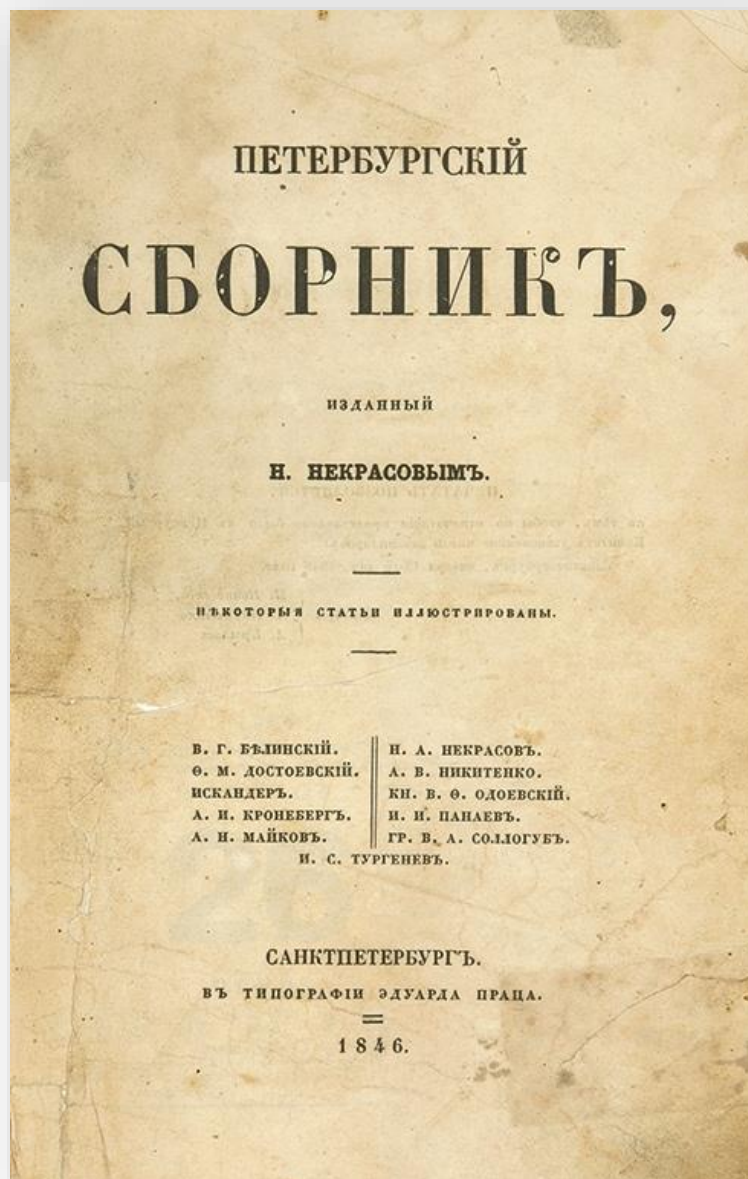 ПЕТЕРБУРГСКІЙ
СБОРНИКЪ,
ИЗДАННЫЙ
Н. НЕКРАСОВЫМЪ.
НѢКОТОРЫЯ СТАТЬИ ИЛЛЮСТРИРОВАНЫ.
В. Г. БѢЛИНСКІЙ.
Ѳ. М. ДОСТОЕВСКІЙ.
ИСКАНДЕРЪ.
А. И. КРОНЕБЕРГЪ.
А. Н. МАЙКОВЪ.
Н. А. НЕКРАСОВЪ.
А. В. НИКИТЕНКО.
КН. В. Ѳ. ОДОЕВСКІЙ.
И. И. ПАНАЕВЪ.
ГР. В. А. СОЛЛОГУБЪ.
И. С. ТУРГЕНЕВЪ.
САНКТПЕТЕРБУРГЪ.
ВЪ ТИПОГРАФІИ ЭДУАРДА ПРАЦА.
1846.